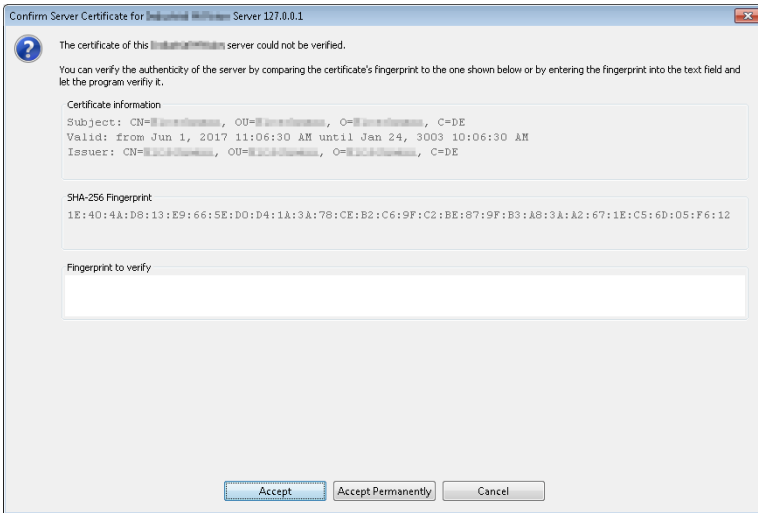 Confirm Server Certificate for Server 127.0.0.1
The certificate of this server could not be verified.
You can verify the authenticity of the server by comparing the certificate's fingerprint to the one shown below or by entering the fingerprint into the text field and
let the program verifiy it.
Certificate information
Subject: CN=, OU=, O=, C=DE
Valid: from Jun 1, 2017 11:06:30 AM until Jan 24, 3003 10:06:30 AM
Issuer: CN=, OU=, O=, C=DE
SHA-256 Fingerprint
1E:40:4A:D8:13:E9:66:5E:D0:D4:1A:3A:78:CE:B2:C6:9F:C2:BE:87:9F:B3:A8:3A:A2:67:1E:C5:6D:05:F6:12
Fingerprint to verify
Accept
Accept Permanently
Cancel